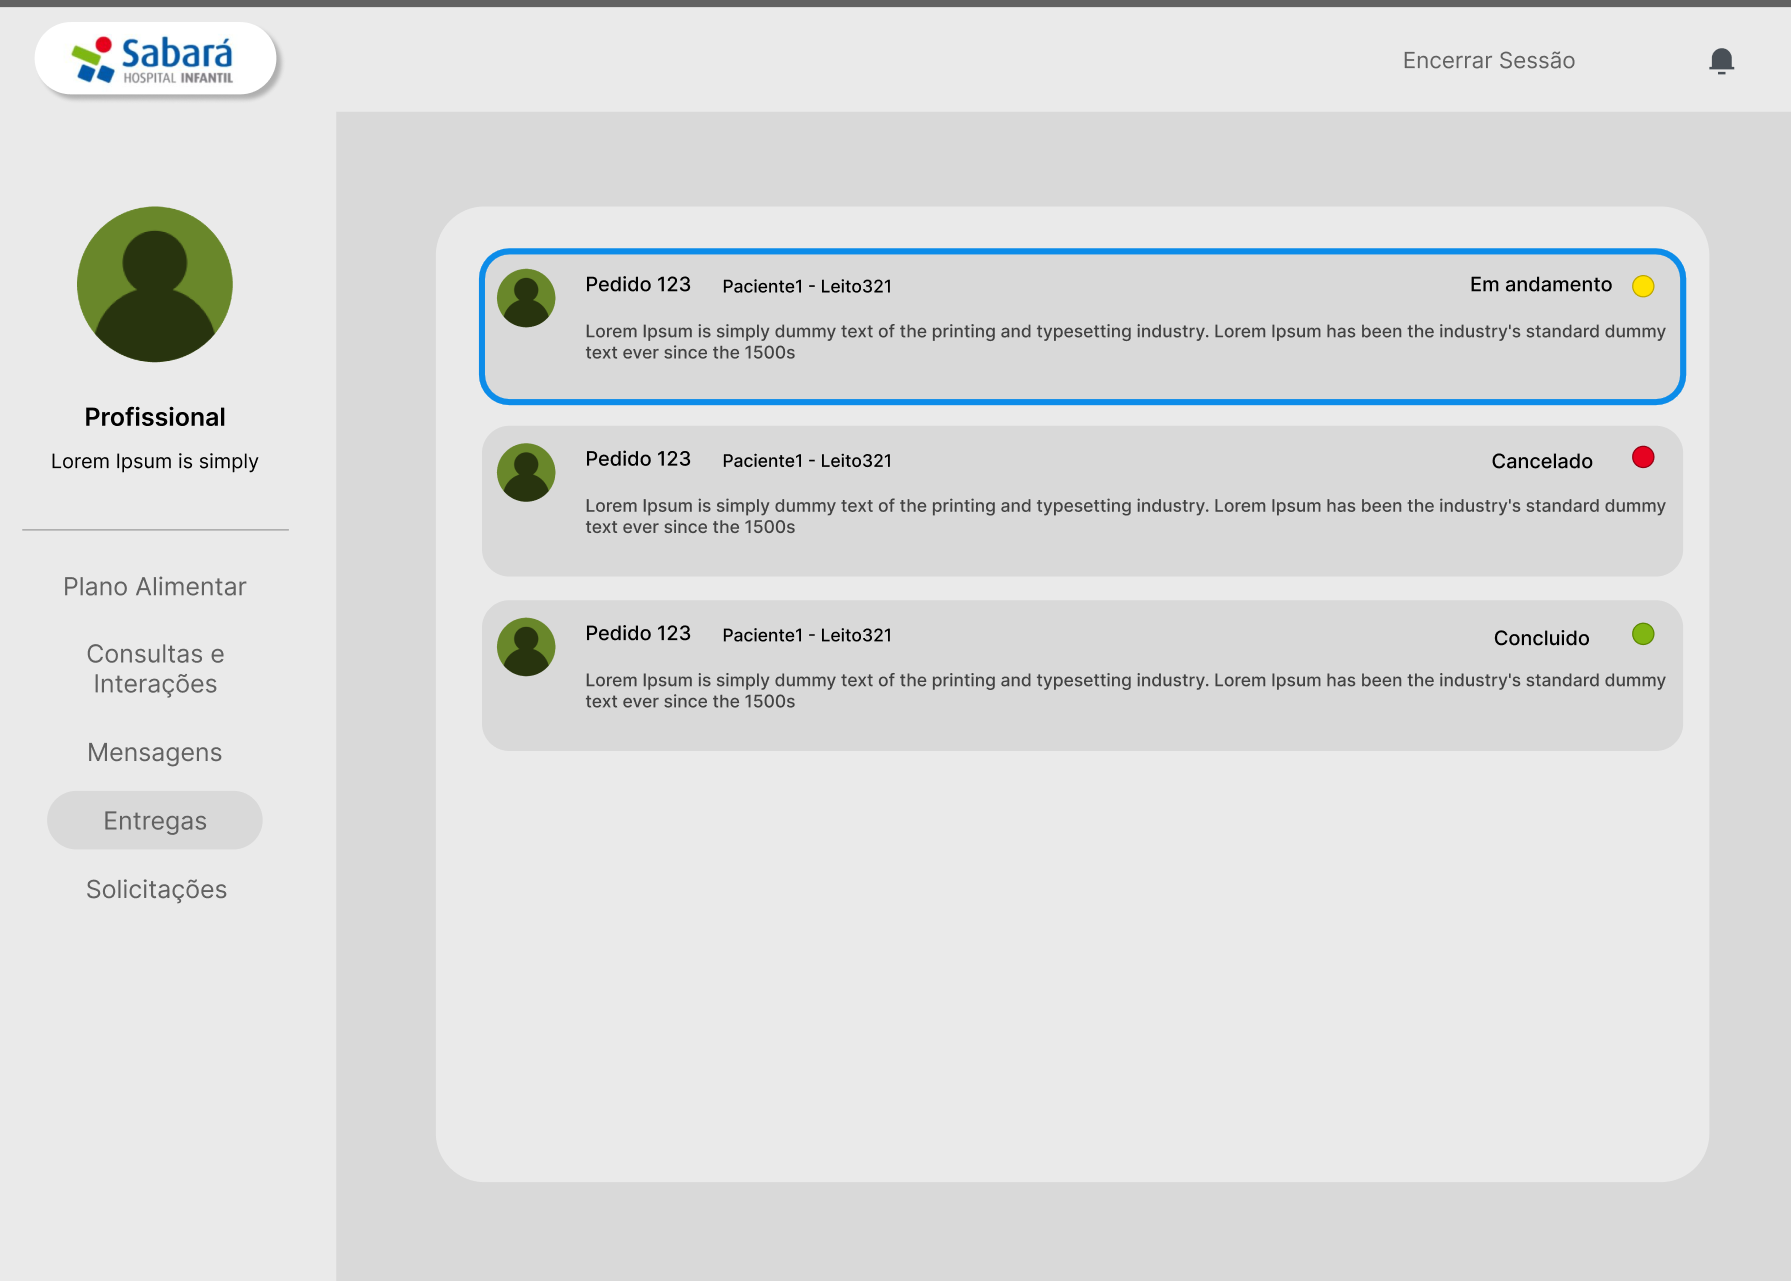 Sabará
HOSPITAL INFANTIL
Encerrar Sessão
Profissional
Lorem Ipsum is simply
Plano Alimentar
Consultas e
Interações
Mensagens
Entregas
Solicitações
Pedido 123 Paciente1 - Leito321 Em andamento
Lorem Ipsum is simply dummy text of the printing and typesetting industry. Lorem Ipsum has been the industry's standard dummy
text ever since the 1500s
Pedido 123 Paciente1 - Leito321 Cancelado
Lorem Ipsum is simply dummy text of the printing and typesetting industry. Lorem Ipsum has been the industry's standard dummy
text ever since the 1500s
Pedido 123 Paciente1 - Leito321 Concluido
Lorem Ipsum is simply dummy text of the printing and typesetting industry. Lorem Ipsum has been the industry's standard dummy
text ever since the 1500s